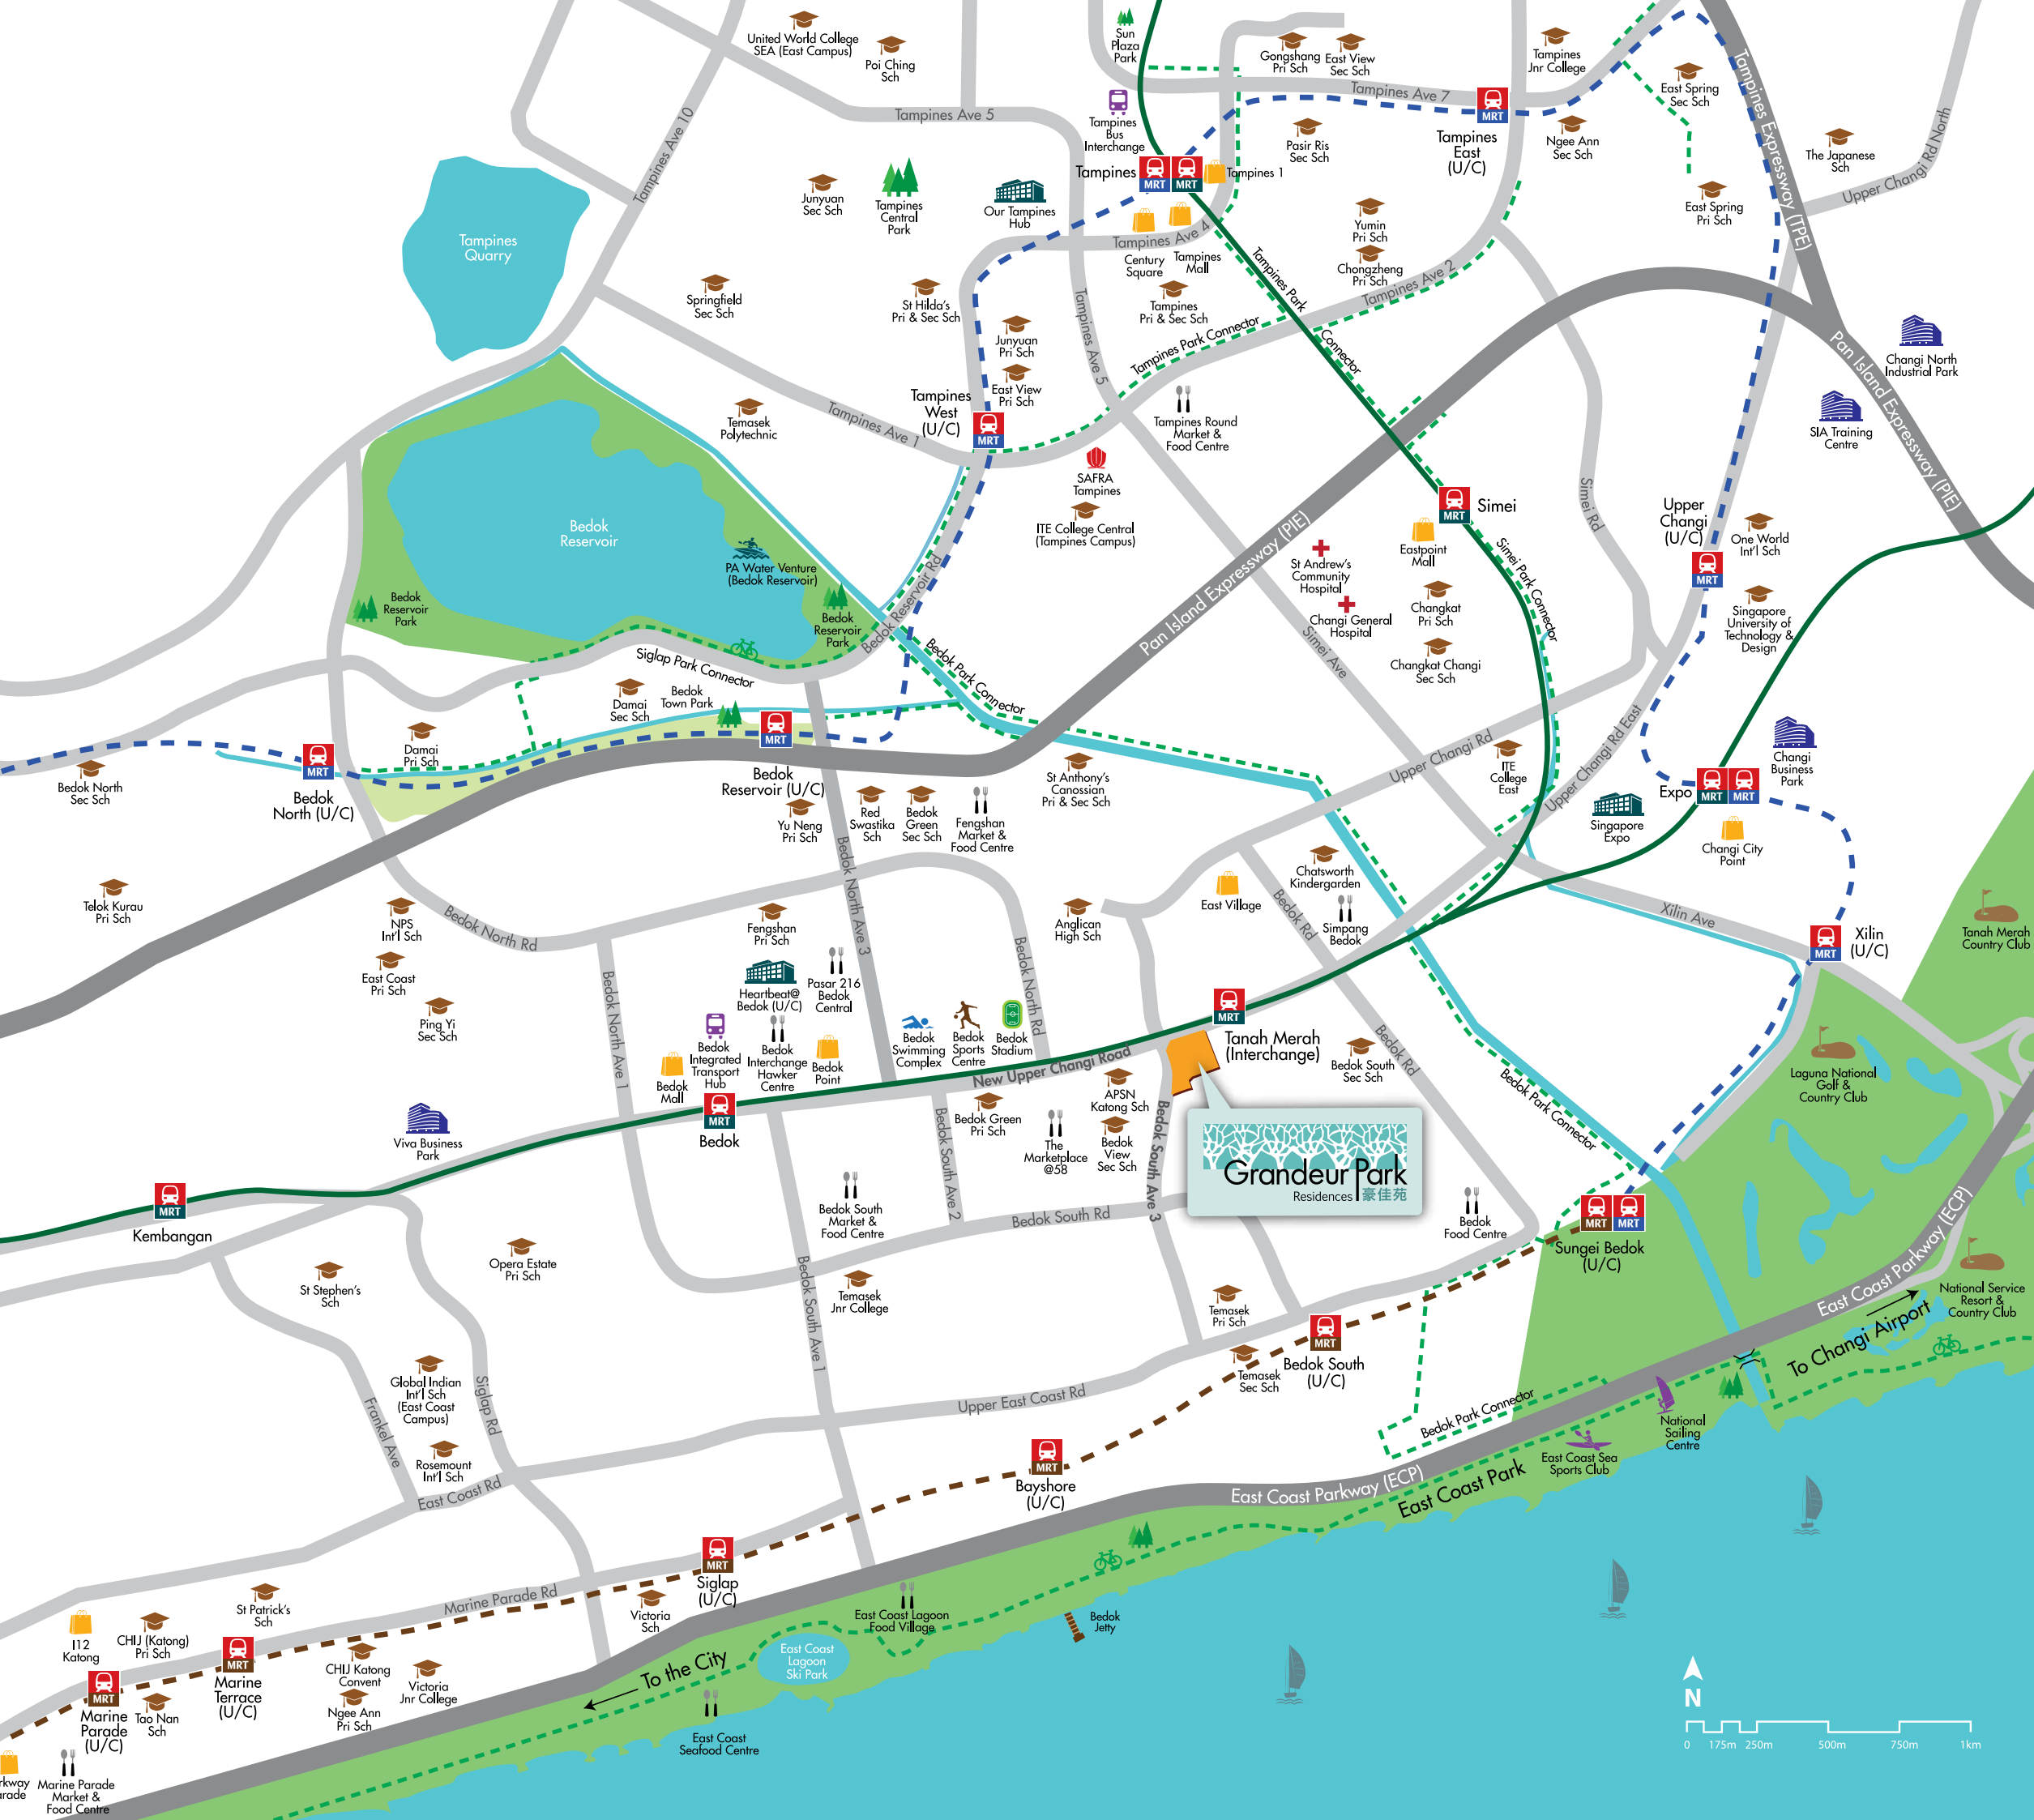 United World College
SEA (East Campus)
Poi Ching
Sch
Sun
Plaza
Park
Gongshang
Pri Sch
East View
Sec Sch
Tampines
Jnr College
East Spring
Sec Sch
Tampines Expressway (TPE)
Tampines Ave 10
Tampines Ave 5
Tampines
Bus
Interchange
Tampines Ave 7
MRT
Tampines
East
(U/C)
Pasir Ris
Sec Sch
Ngee Ann
Sec Sch
The Japanese
Sch
Upper Changi Rd North
East Spring
Pri Sch
Tampines
MRT
MRT
Tampines 1
Junyuan
Sec Sch
Tampines
Central
Park
Our Tampines
Hub
Tampines Ave 4
Century
Square
Tampines
Mall
Yumin
Pri Sch
Chongzheng
Pri Sch
Tampines Ave 2
Tampines
Quarry
Springfield
Sec Sch
St Hilda's
Pri & Sec Sch
Junyuan
Pri Sch
East View
Pri Sch
Tampines Ave 5
Tampines
Pri & Sec Sch
Tampines Park Connector
Tampines Park
Connector
Pan Island Expressway (PIE)
Changi North
Industrial Park
SIA Training
Centre
Temasek
Polytechnic
Tampines Ave 1
Tampines
West
(U/C)
MRT
Tampines Round
Market &
Food Centre
SAFRA
Tampines
ITE College Central
(Tampines Campus)
Pan Island Expressway (PIE)
MRT
Simei
Simei Rd
Upper
Changi
(U/C)
MRT
One World
Int'l Sch
Singapore
University of
Technology &
Design
Bedok
Reservoir
PA Water Venture
(Bedok Reservoir)
Bedok
Reservoir
Park
Bedok
Reservoir
Park
Bedok Reservoir Rd
Siglap Park Connector
Bedok Park Connector
St Andrew's
Community
Hospital
Changi General
Hospital
Eastpoint
Mall
Changkat
Pri Sch
Changkat Changi
Sec Sch
Simei Park Connector
Simei Ave
Damai
Sec Sch
Bedok
Town Park
MRT
Bedok
Reservoir (U/C)
Damai
Pri Sch
MRT
Bedok
North (U/C)
Bedok North
Sec Sch
St Anthony's
Canossian
Pri & Sec Sch
Upper Changi Rd
ITE
College
East
Upper Changi Rd East
Singapore
Expo
Expo
MRT
MRT
Changi
Business
Park
Changi City
Point
Yu Neng
Pri Sch
Red
Swastika
Sch
Bedok
Green
Sec Sch
Fengshan
Market &
Food Centre
Telok Kurau
Pri Sch
NPS
Int'l Sch
Bedok North Rd
East Coast
Pri Sch
Ping Yi
Sec Sch
Fengshan
Pri Sch
Bedok North Ave 3
Heartbeat@
Bedok (U/C)
Pasar 216
Bedok
Central
Bedok North Rd
Anglican
High Sch
East Village
Chatsworth
Kindergarden
Simpang
Bedok
Bedok Rd
Xilin Ave
MRT
Xilin
(U/C)
Tanah Merah
Country Club
Bedok North Ave 1
Bedok
Mall
Bedok
Integrated
Transport
Hub
Bedok
Interchange
Hawker
Centre
Bedok
Point
Bedok
Swimming
Complex
Bedok
Sports
Centre
Bedok
Stadium
New Upper Changi Road
MRT
Tanah Merah
(Interchange)
Bedok South
Sec Sch
Bedok Rd
Bedok Park Connector
Laguna National
Golf &
Country Club
Viva Business
Park
MRT
Bedok
Bedok South Ave 2
Bedok Green
Pri Sch
The
Marketplace
@58
APSN
Katong Sch
Bedok
View
Sec Sch
Bedok South Ave 3
Grandeur Park
Residences
豪佳苑
MRT
Kembangan
Bedok South
Market &
Food Centre
Bedok South Rd
Bedok
Food Centre
MRT
MRT
Sungei Bedok
(U/C)
East Coast Parkway (ECP)
St Stephen's
Sch
Opera Estate
Pri Sch
Bedok South Ave 1
Temasek
Jnr College
Temasek
Pri Sch
Temasek
Sec Sch
MRT
Bedok South
(U/C)
National Service
Resort &
Country Club
To Changi Airport
Global Indian
Int'l Sch
(East Coast
Campus)
Frankel Ave
Siglap Rd
Rosemount
Int'l Sch
East Coast Rd
Upper East Coast Rd
Bedok Park Connector
National
Sailing
Centre
East Coast Sea
Sports Club
MRT
Bayshore
(U/C)
East Coast Parkway (ECP)
East Coast Park
MRT
Siglap
(U/C)
Marine Parade Rd
St Patrick's
Sch
I12
Katong
CHIJ (Katong)
Pri Sch
MRT
Marine
Terrace
(U/C)
CHIJ Katong
Convent
Ngee Ann
Pri Sch
Victoria
Jnr College
Victoria
Sch
East Coast Lagoon
Food Village
Bedok
Jetty
East Coast
Lagoon
Ski Park
To the City
East Coast
Seafood Centre
MRT
Marine
Parade
(U/C)
Tao Nan
Sch
rkway
arade
Marine Parade
Market &
Food Centre
N
0 175m 250m 500m 750m 1km